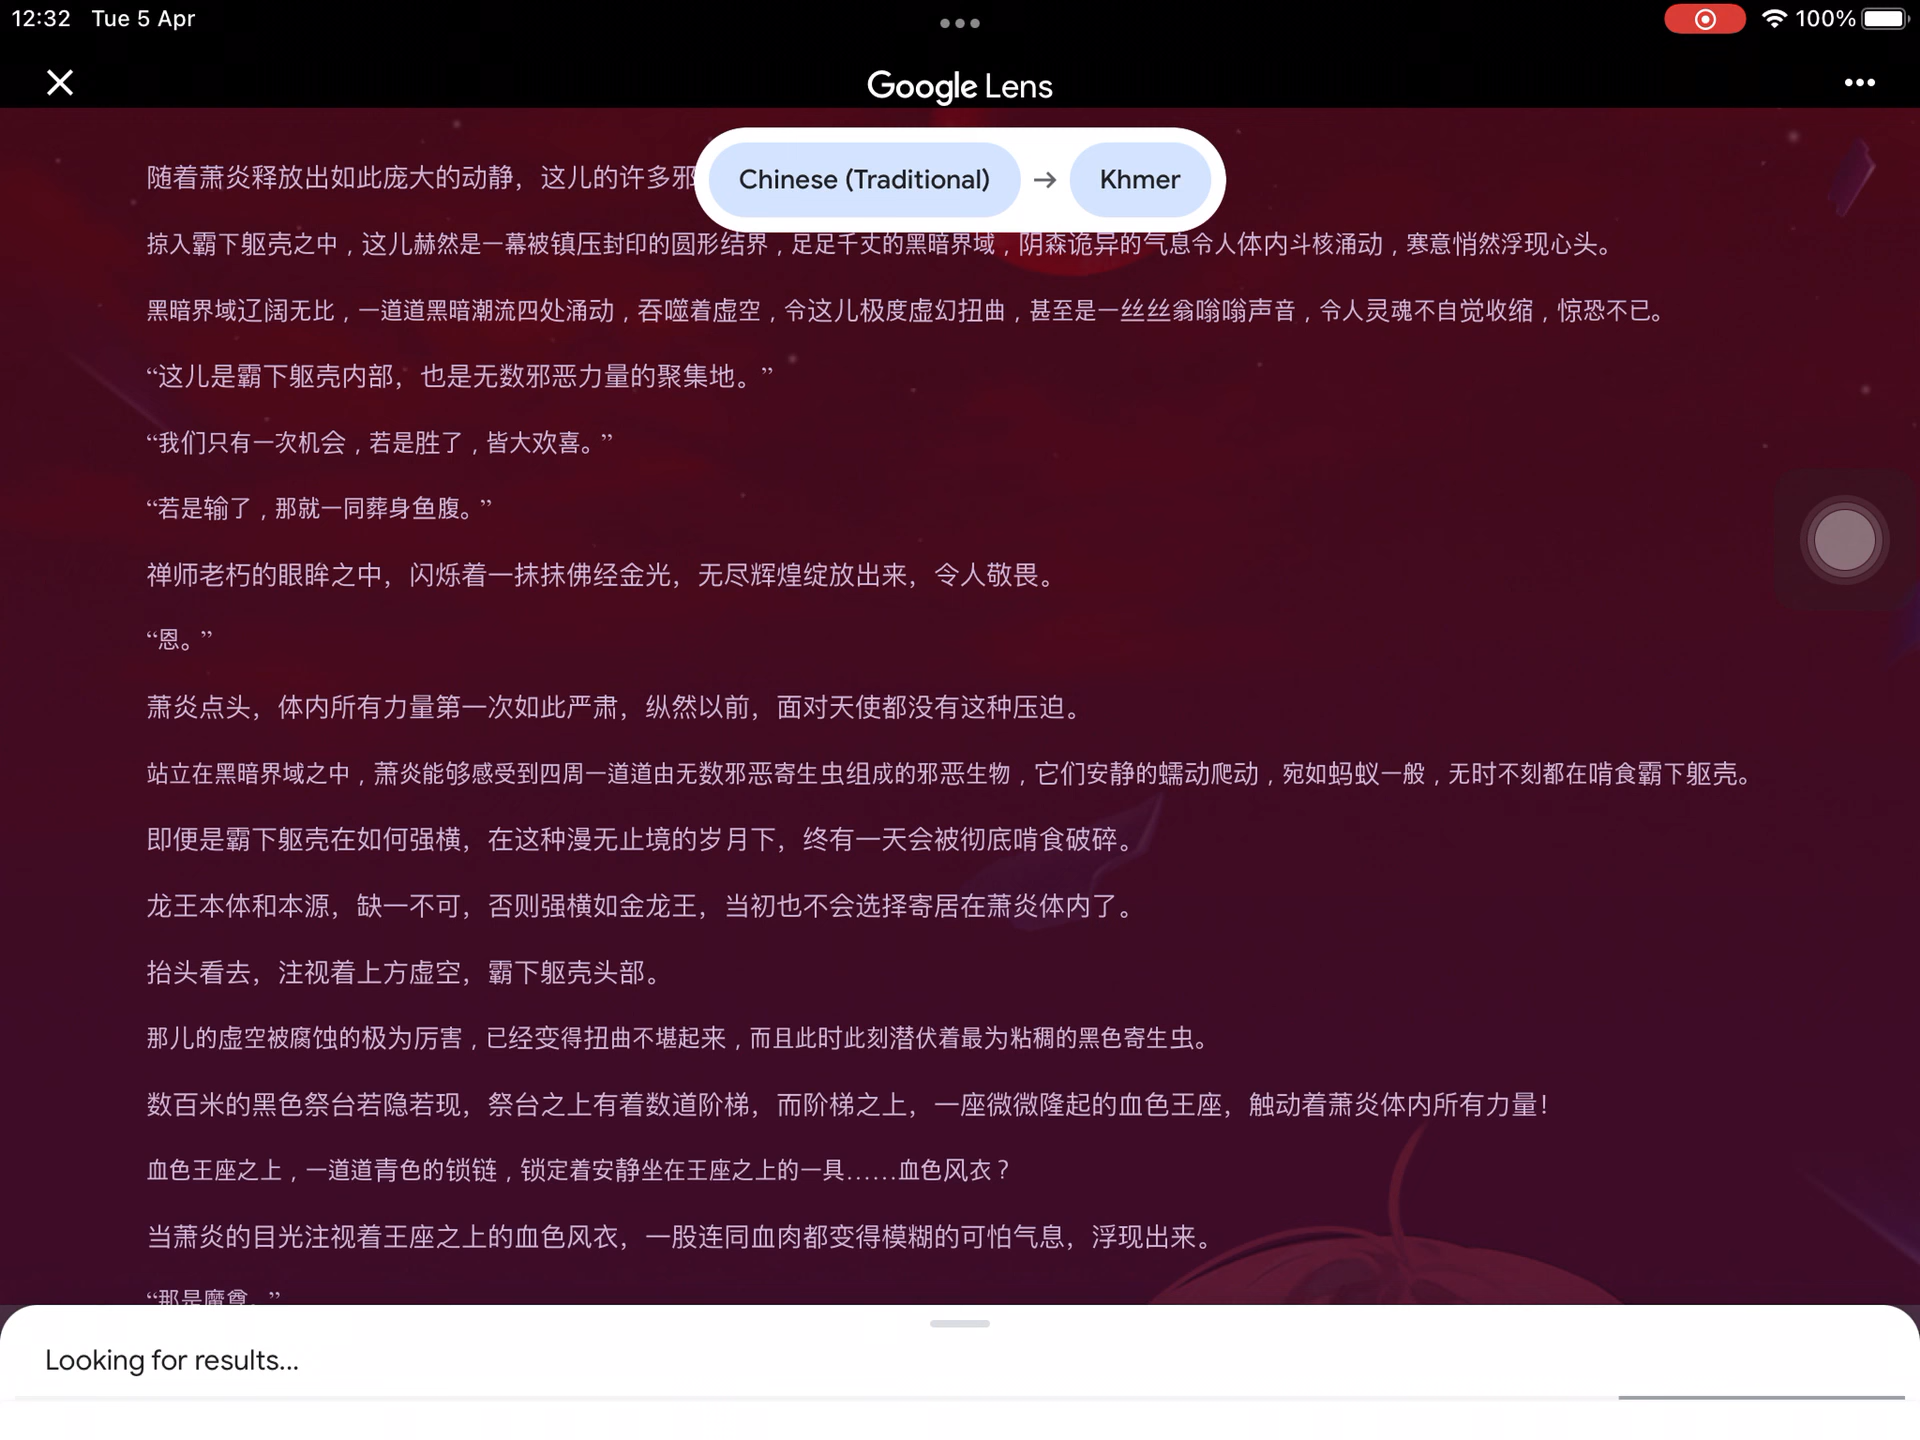 12:32 Tue 5 Apr
100%
Google Lens
Chinese (Traditional) → Khmer
随着萧炎释放出如此庞大的动静，这儿的许多邪
掠入霸下躯壳之中，这儿赫然是一幕被镇压封印的圆形结界，足足千丈的黑暗界域，阴森诡异的气息令人体内斗核涌动，寒意悄然浮现心头。
黑暗界域辽阔无比，一道道黑暗潮流四处涌动，吞噬着虚空，令这儿极度虚幻扭曲，甚至是一丝丝翁嗡嗡声音，令人灵魂不自觉收缩，惊恐不已。
“这儿是霸下躯壳内部，也是无数邪恶力量的聚集地。”
“我们只有一次机会，若是胜了，皆大欢喜。”
“若是输了，那就一同葬身鱼腹。”
禅师老朽的眼眸之中，闪烁着一抹抹佛经金光，无尽辉煌绽放出来，令人敬畏。
“恩。”
萧炎点头，体内所有力量第一次如此严肃，纵然以前，面对天使都没有这种压迫。
站立在黑暗界域之中，萧炎能够感受到四周一道道由无数邪恶寄生虫组成的邪恶生物，它们安静的蠕动爬动，宛如蚂蚁一般，无时不刻都在啃食霸下躯壳。
即便是霸下躯壳在如何强横，在这种漫无止境的岁月下，终有一天会被彻底啃食破碎。
龙王本体和本源，缺一不可，否则强横如金龙王，当初也不会选择寄居在萧炎体内了。
抬头看去，注视着上方虚空，霸下躯壳头部。
那儿的虚空被腐蚀的极为厉害，已经变得扭曲不堪起来，而且此时此刻潜伏着最为粘稠的黑色寄生虫。
数百米的黑色祭台若隐若现，祭台之上有着数道阶梯，而阶梯之上，一座微微隆起的血色王座，触动着萧炎体内所有力量！
血色王座之上，一道道青色的锁链，锁定着安静坐在王座之上的一具……血色风衣？
当萧炎的目光注视着王座之上的血色风衣，一股连同血肉都变得模糊的可怕气息，浮现出来。
“那是魔尊。”
Looking for results...